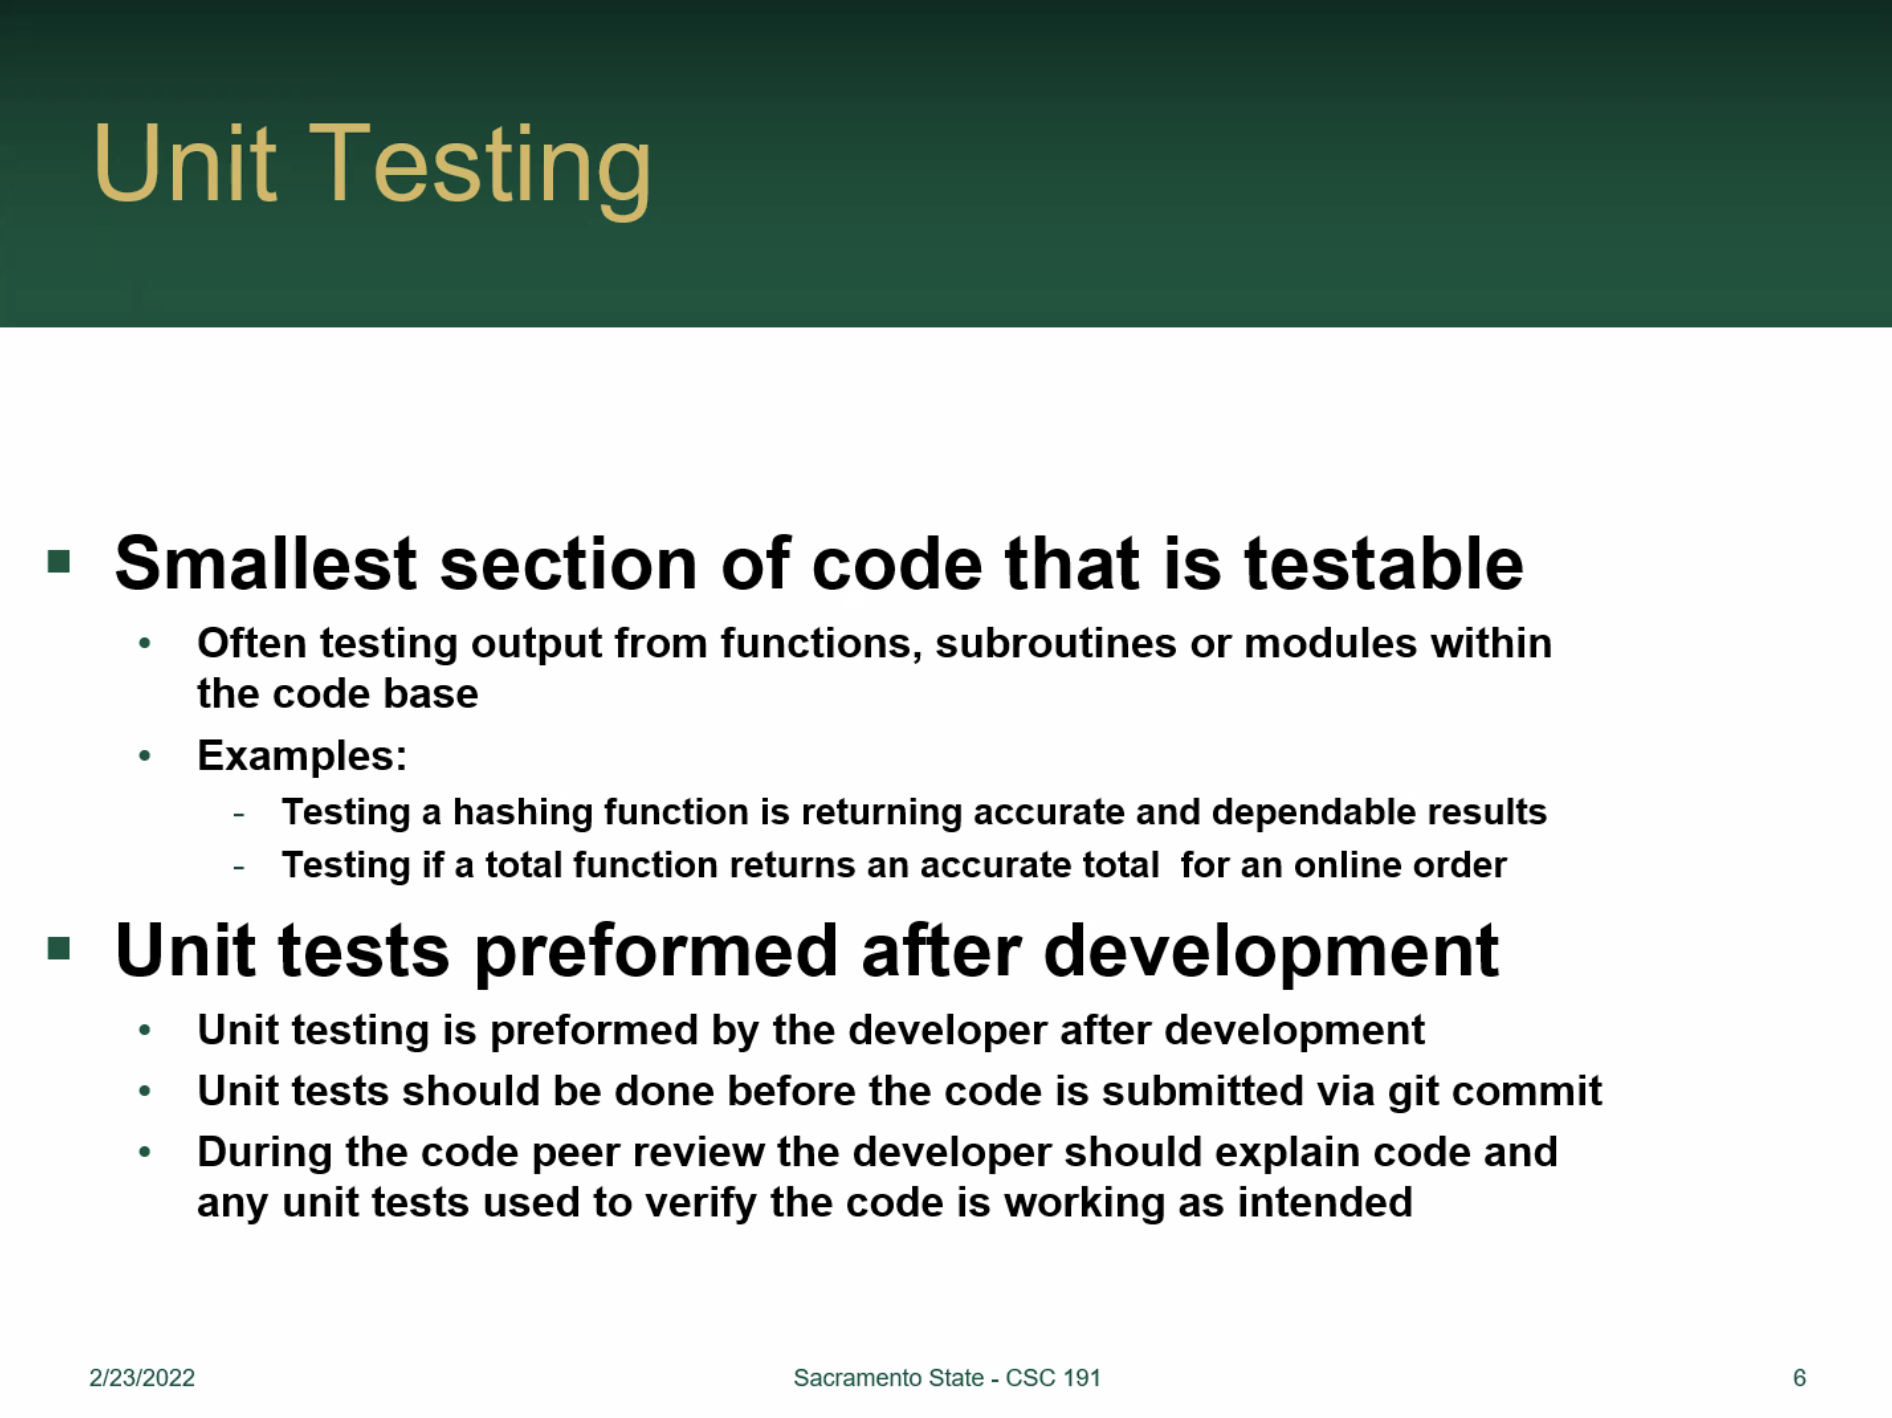 Unit Testing
▪ Smallest section of code that is testable
• Often testing output from functions, subroutines or modules within
the code base
• Examples:
- Testing a hashing function is returning accurate and dependable results
- Testing if a total function returns an accurate total  for an online order
▪ Unit tests preformed after development
• Unit testing is preformed by the developer after development
• Unit tests should be done before the code is submitted via git commit
• During the code peer review the developer should explain code and
any unit tests used to verify the code is working as intended
2/23/2022
Sacramento State - CSC 191
6